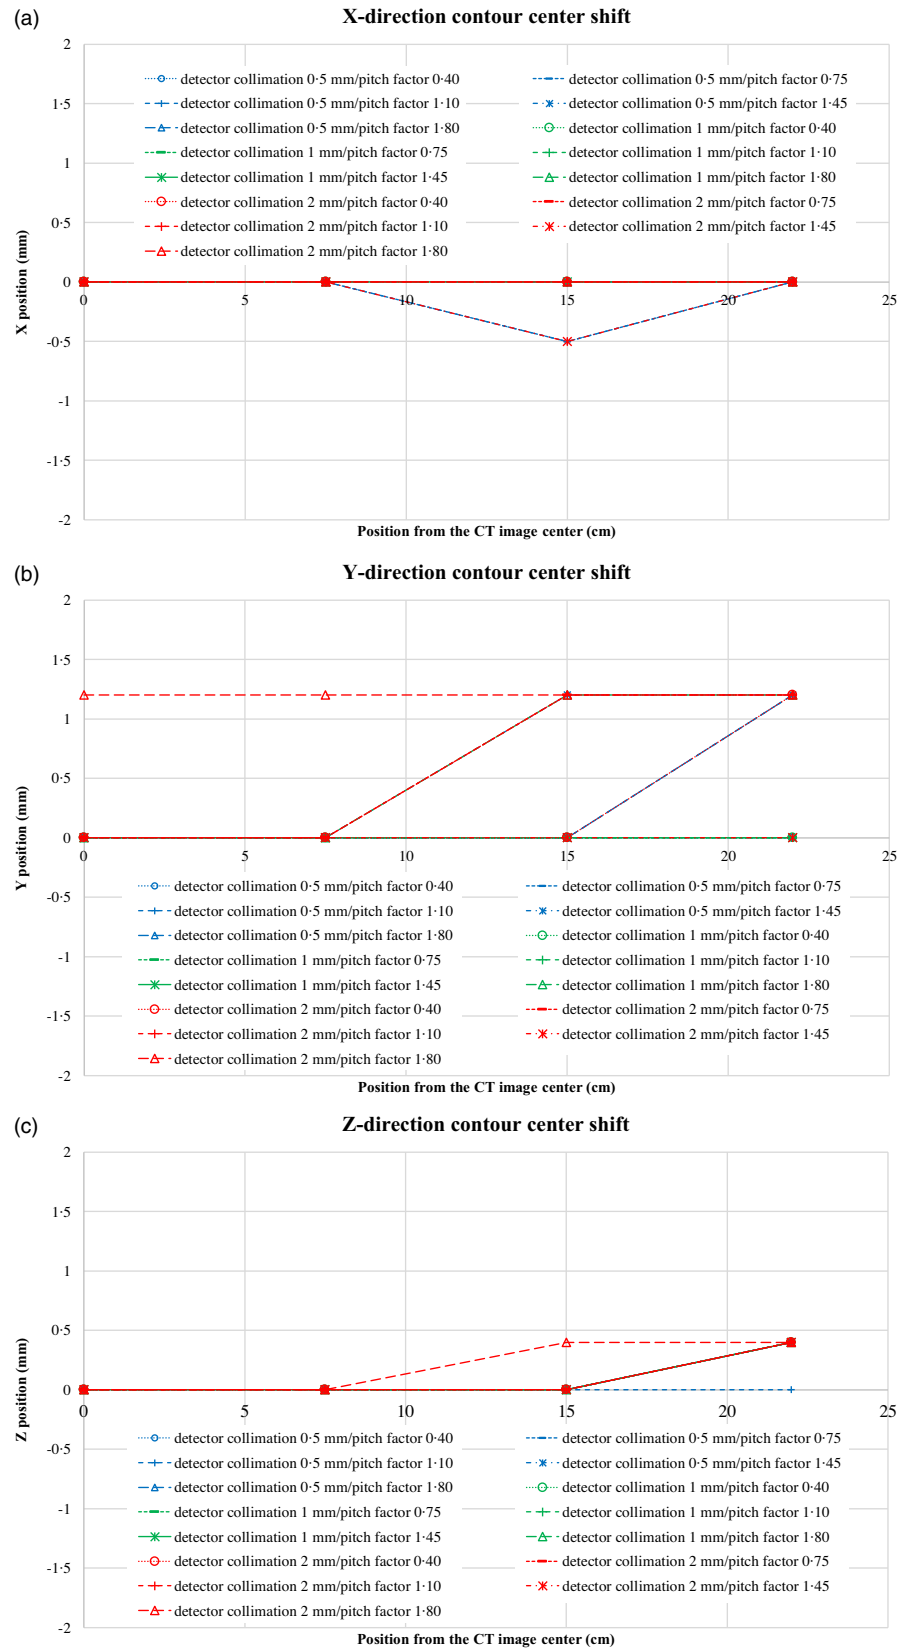 (a)
X-direction contour center shift
2
detector collimation 0·5 mm/pitch factor 0·40
detector collimation 0·5 mm/pitch factor 0·75
1·5
detector collimation 0·5 mm/pitch factor 1·10
detector collimation 0·5 mm/pitch factor 1·45
detector collimation 0·5 mm/pitch factor 1·80
detector collimation 1 mm/pitch factor 0·40
1
detector collimation 1 mm/pitch factor 0·75
detector collimation 1 mm/pitch factor 1·10
detector collimation 1 mm/pitch factor 1·45
detector collimation 1 mm/pitch factor 1·80
0·5
detector collimation 2 mm/pitch factor 0·40
detector collimation 2 mm/pitch factor 0·75
detector collimation 2 mm/pitch factor 1·10
detector collimation 2 mm/pitch factor 1·45
detector collimation 2 mm/pitch factor 1·80
X position (mm)
0
0 5 10 15 20 25
-0·5
-1
-1·5
-2
Position from the CT image center (cm)
(b)
Y-direction contour center shift
2
1·5
1
0·5
Y position (mm)
0
0 5 10 15 20 25
-0·5
detector collimation 0·5 mm/pitch factor 0·40
detector collimation 0·5 mm/pitch factor 0·75
detector collimation 0·5 mm/pitch factor 1·10
detector collimation 0·5 mm/pitch factor 1·45
detector collimation 0·5 mm/pitch factor 1·80
detector collimation 1 mm/pitch factor 0·40
-1
detector collimation 1 mm/pitch factor 0·75
detector collimation 1 mm/pitch factor 1·10
detector collimation 1 mm/pitch factor 1·45
detector collimation 1 mm/pitch factor 1·80
-1·5
detector collimation 2 mm/pitch factor 0·40
detector collimation 2 mm/pitch factor 0·75
detector collimation 2 mm/pitch factor 1·10
detector collimation 2 mm/pitch factor 1·45
detector collimation 2 mm/pitch factor 1·80
-2
Position from the CT image center (cm)
(c)
Z-direction contour center shift
2
1·5
1
0·5
Z position (mm)
0
0 5 10 15 20 25
-0·5
detector collimation 0·5 mm/pitch factor 0·40
detector collimation 0·5 mm/pitch factor 0·75
detector collimation 0·5 mm/pitch factor 1·10
detector collimation 0·5 mm/pitch factor 1·45
detector collimation 0·5 mm/pitch factor 1·80
detector collimation 1 mm/pitch factor 0·40
-1
detector collimation 1 mm/pitch factor 0·75
detector collimation 1 mm/pitch factor 1·10
detector collimation 1 mm/pitch factor 1·45
detector collimation 1 mm/pitch factor 1·80
-1·5
detector collimation 2 mm/pitch factor 0·40
detector collimation 2 mm/pitch factor 0·75
detector collimation 2 mm/pitch factor 1·10
detector collimation 2 mm/pitch factor 1·45
detector collimation 2 mm/pitch factor 1·80
-2
Position from the CT image center (cm)